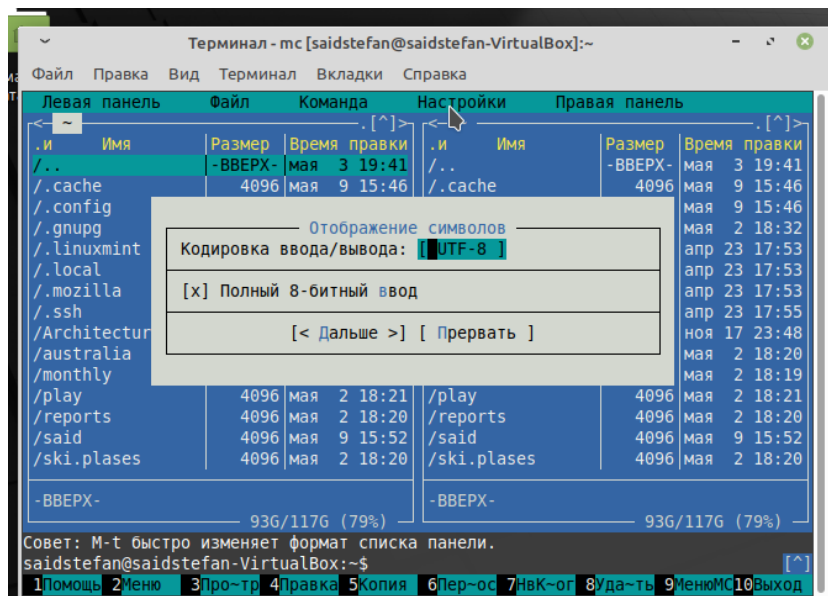 Терминал - mc [saidstefan@saidstefan-VirtualBox]:~
Файл Правка Вид Терминал Вкладки Справка
Левая панель Файл Команда Настройки Правая панель
<- ~ .[^]> <- .[^]>
.и Имя Размер Время правки .и Имя Размер Время правки
/.. -ВВЕРХ- мая 3 19:41 /.. -ВВЕРХ- мая 3 19:41
/.cache 4096 мая 9 15:46 /.cache 4096 мая 9 15:46
/.config мая 9 15:46
/.gnupg Отображение символов мая 2 18:32
/.linuxmint Кодировка ввода/вывода: [ UTF-8 ] апр 23 17:53
/.local апр 23 17:53
/.mozilla [x] Полный 8-битный ввод апр 23 17:53
/.ssh апр 23 17:55
/Architectur [< Дальше >] [ Прервать ] ноя 17 23:48
/australia мая 2 18:20
/monthly мая 2 18:19
/play 4096 мая 2 18:21 /play 4096 мая 2 18:21
/reports 4096 мая 2 18:20 /reports 4096 мая 2 18:20
/said 4096 мая 9 15:52 /said 4096 мая 9 15:52
/ski.plases 4096 мая 2 18:20 /ski.plases 4096 мая 2 18:20
-ВВЕРХ- -ВВЕРХ-
93G/117G (79%) 93G/117G (79%)
Совет: M-t быстро изменяет формат списка панели.
saidstefan@saidstefan-VirtualBox:~$ [^]
1Помощь 2Меню 3Про~тр 4Правка 5Копия 6Пер~ос 7НвК~ог 8Уда~ть 9МенюMC 10Выход